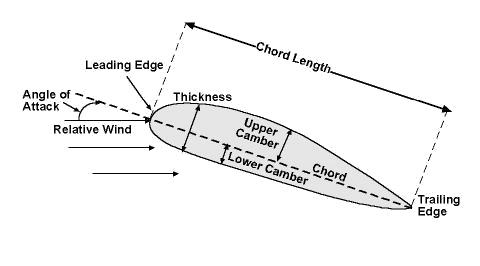 Chord Length
Leading Edge
Angle of
Attack
Thickness
Relative Wind
Upper
Camber
Lower Camber
Chord
Trailing
Edge